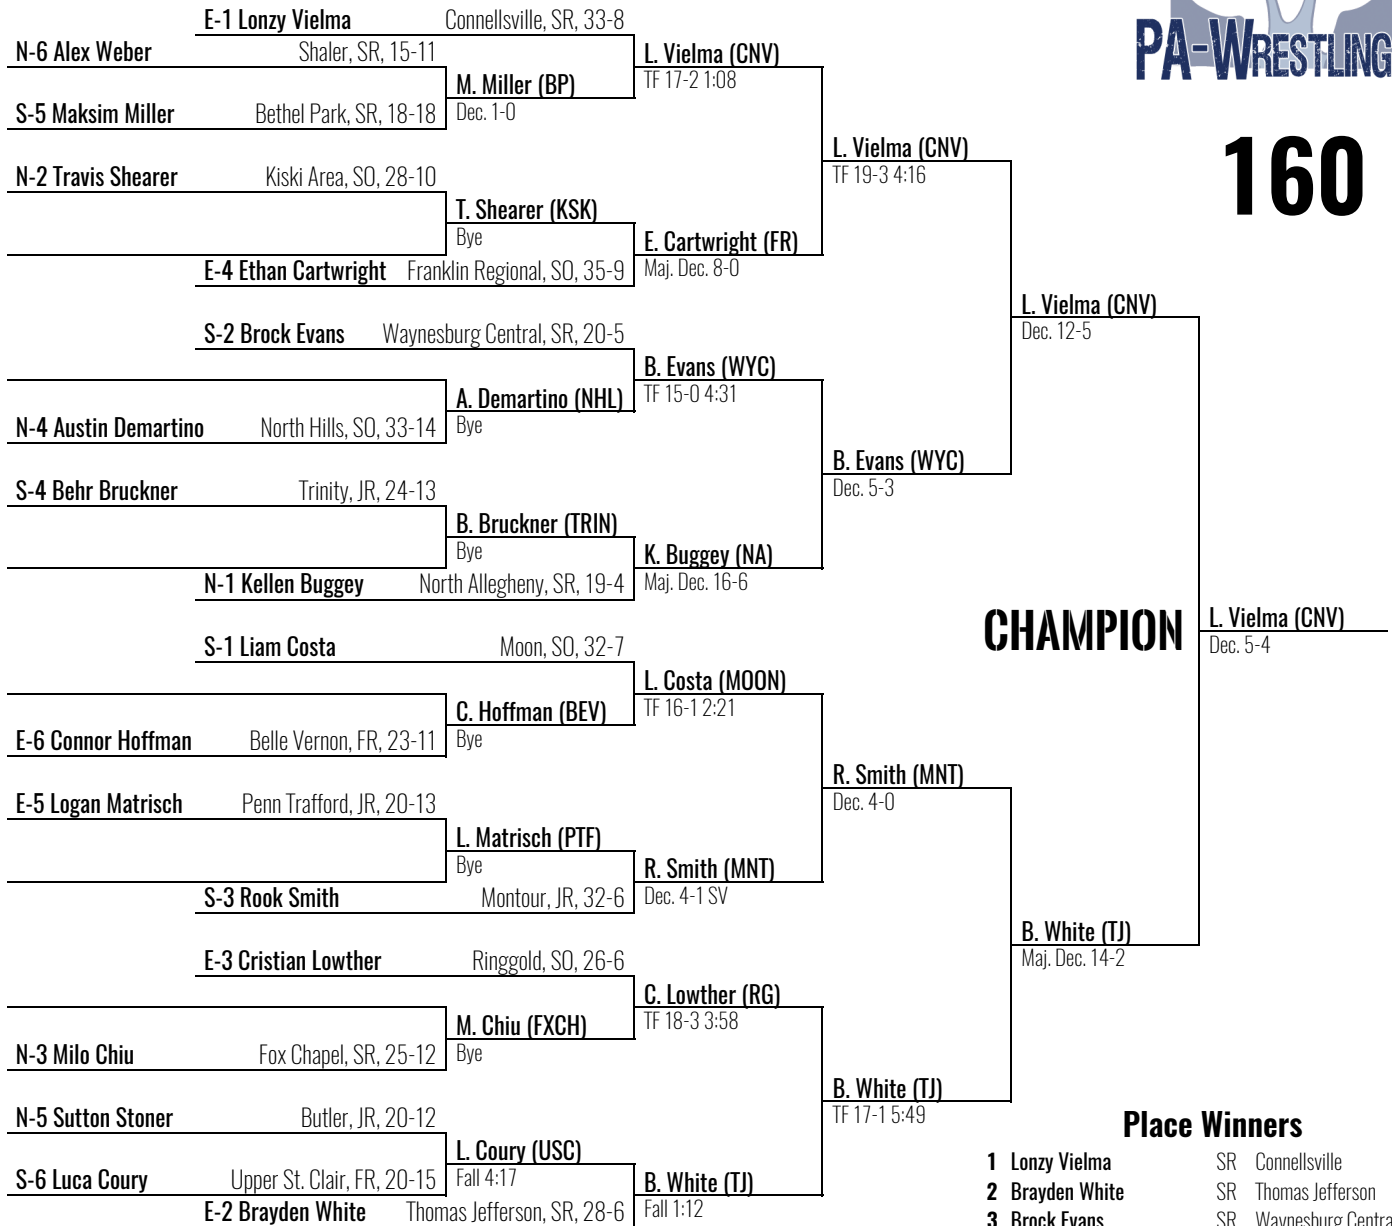 E-1 Lonzy Vielma Connellsville, SR, 33-8
N-6 Alex Weber Shaler, SR, 15-11
L. Vielma (CNV)
TF 17-2 1:08
M. Miller (BP)
Dec. 1-0
S-5 Maksim Miller Bethel Park, SR, 18-18
PA-WRESTLING
160
L. Vielma (CNV)
TF 19-3 4:16
N-2 Travis Shearer Kiski Area, SO, 28-10
T. Shearer (KSK)
Bye
E. Cartwright (FR)
Maj. Dec. 8-0
E-4 Ethan Cartwright Franklin Regional, SO, 35-9
L. Vielma (CNV)
Dec. 12-5
S-2 Brock Evans Waynesburg Central, SR, 20-5
B. Evans (WYC)
TF 15-0 4:31
A. Demartino (NHL)
Bye
N-4 Austin Demartino North Hills, SO, 33-14
B. Evans (WYC)
Dec. 5-3
S-4 Behr Bruckner Trinity, JR, 24-13
B. Bruckner (TRIN)
Bye
K. Buggey (NA)
Maj. Dec. 16-6
N-1 Kellen Buggey North Allegheny, SR, 19-4
CHAMPION
L. Vielma (CNV)
Dec. 5-4
S-1 Liam Costa Moon, SO, 32-7
L. Costa (MOON)
TF 16-1 2:21
C. Hoffman (BEV)
Bye
E-6 Connor Hoffman Belle Vernon, FR, 23-11
R. Smith (MNT)
Dec. 4-0
E-5 Logan Matrisch Penn Trafford, JR, 20-13
L. Matrisch (PTF)
Bye
R. Smith (MNT)
Dec. 4-1 SV
S-3 Rook Smith Montour, JR, 32-6
B. White (TJ)
Maj. Dec. 14-2
E-3 Cristian Lowther Ringgold, SO, 26-6
C. Lowther (RG)
TF 18-3 3:58
M. Chiu (FXCH)
Bye
N-3 Milo Chiu Fox Chapel, SR, 25-12
B. White (TJ)
TF 17-1 5:49
N-5 Sutton Stoner Butler, JR, 20-12
L. Coury (USC)
Fall 4:17
S-6 Luca Coury Upper St. Clair, FR, 20-15
B. White (TJ)
Fall 1:12
E-2 Brayden White Thomas Jefferson, SR, 28-6
Place Winners
1 Lonzy Vielma SR Connellsville
2 Brayden White SR Thomas Jefferson
3 Brock Evans SR Waynesburg Centra